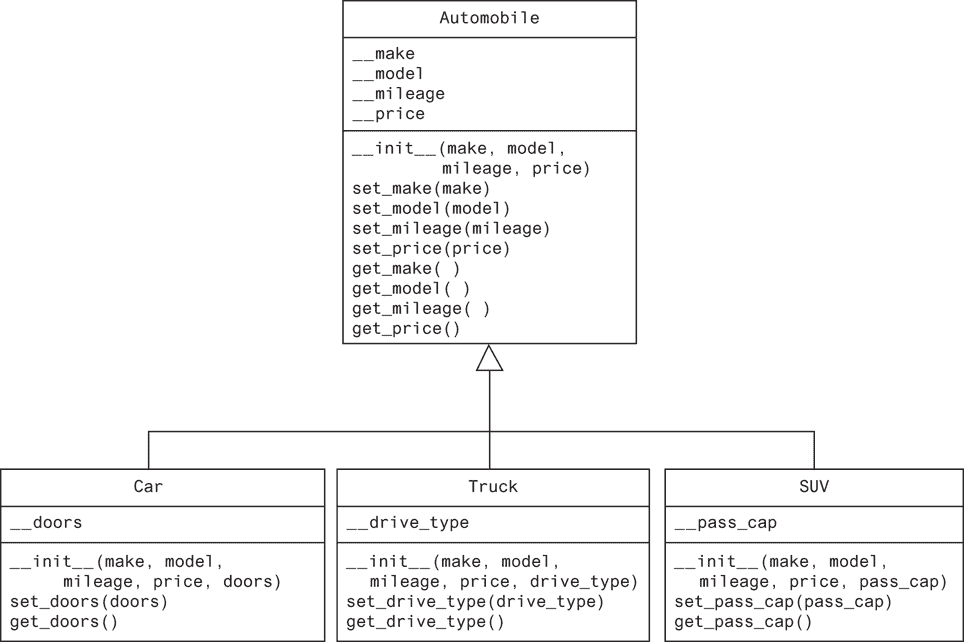 Automobile
__make
__model
__mileage
__price
__init__(make, model,
mileage, price)
set_make(make)
set_model(model)
set_mileage(mileage)
set_price(price)
get_make( )
get_model( )
get_mileage( )
get_price()
Car
__doors
__init__(make, model,
mileage, price, doors)
set_doors(doors)
get_doors()
Truck
__drive_type
__init__(make, model,
mileage, price, drive_type)
set_drive_type(drive_type)
get_drive_type()
SUV
__pass_cap
__init__(make, model,
mileage, price, pass_cap)
set_pass_cap(pass_cap)
get_pass_cap()